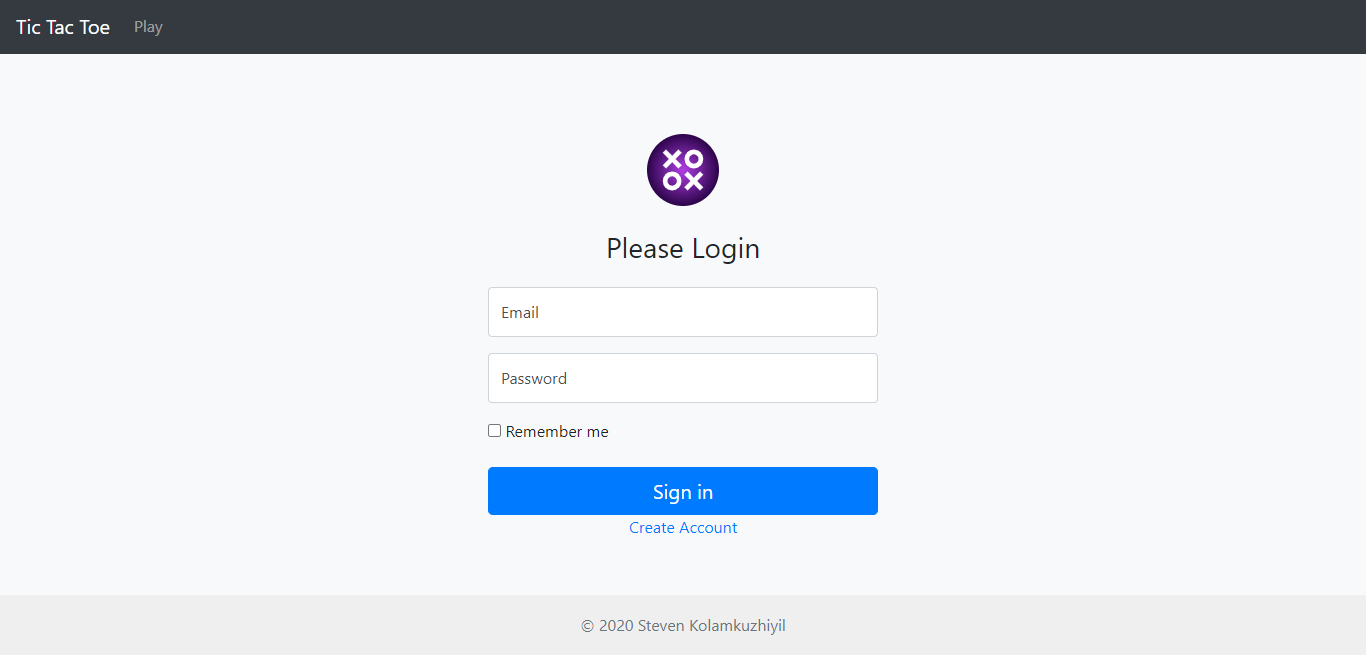 Tic Tac Toe Play
XO
OX
Please Login
Email
Password
Remember me
Sign in
Create Account
© 2020 Steven Kolamkuzhiyil